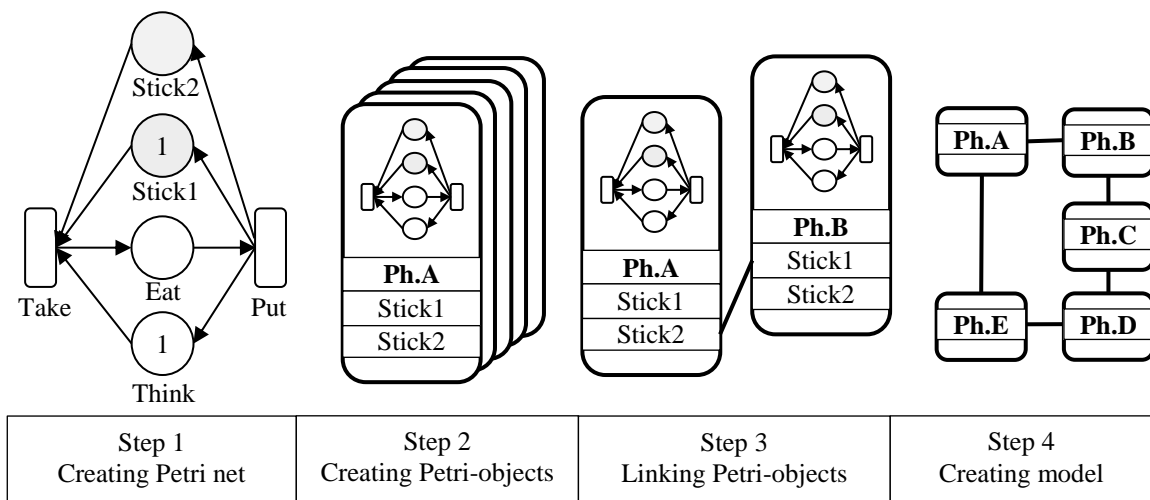 Stick2
1
Stick1
Take
Eat
Put
1
Think
Ph.A
Stick1
Stick2
Ph.A
Stick1
Stick2
Ph.B
Stick1
Stick2
Ph.A
Ph.B
Ph.C
Ph.E
Ph.D
Step 1
Creating Petri net
Step 2
Creating Petri-objects
Step 3
Linking Petri-objects
Step 4
Creating model